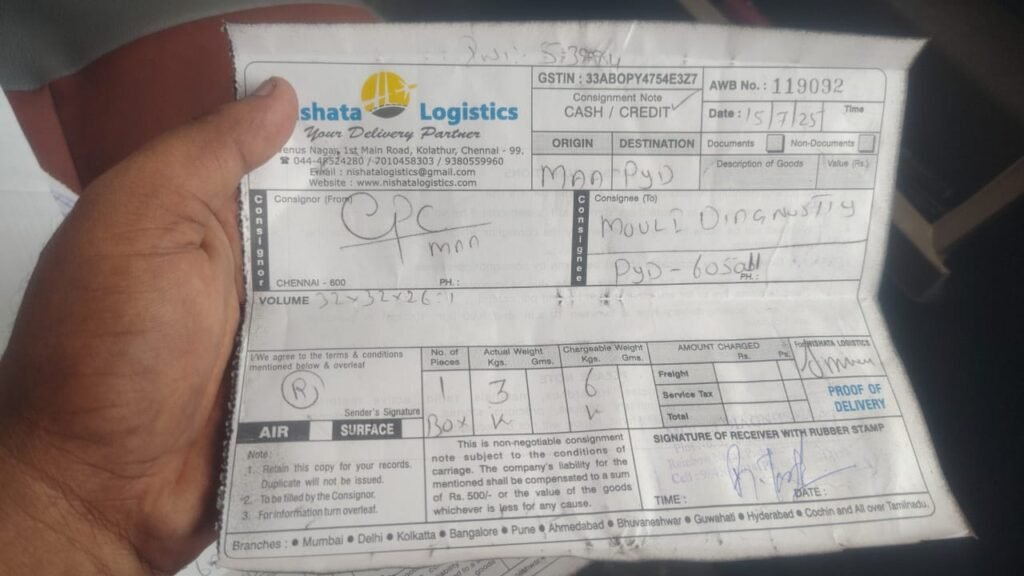 GSTIN : 33ABOPY4754E3Z7
AWB No. : 119092
ishata Logistics
Your Delivery Partner
Consignment Note
CASH / CREDIT
Date : 15/7/25 Time
enus Nagar, 1st Main Road, Kolathur, Chennai - 99.
044-48524280 / 7010458303 / 9380559960
Email : nishatalogistics@gmail.com
Website : www.nishatalogistics.com
ORIGIN DESTINATION
MAA - PYD
Documents Non-Documents
Description of Goods Value (Rs.)
Consignor
Consignor (From)
CPC
MAA
CHENNAI - 600 PH. :
Consignee
Consignee (To)
MOULI DIAGNUSTIY
PYD - 605
PH. :
VOLUME 32x32x26-1
I/We agree to the terms & conditions
mentioned below & overleaf
R
Sender's Signature
AIR SURFACE
No. of Pieces
Actual Weight
Kgs. Gms.
Chargeable Weight
Kgs. Gms.
1 3 6
Box K K
AMOUNT CHARGED
Rs. Ps.
Freight
Service Tax
Total
For NISHATA LOGISTICS
PROOF OF
DELIVERY
Note :
1. Retain this copy for your records.
Duplicate will not be issued.
2. To be filled by the Consignor.
3. For information turn overleaf.
This is non-negotiable consignment
note subject to the conditions of
carriage. The company's liability for the
mentioned shall be compensated to a sum
of Rs. 500/- or the value of the goods
whichever is less for any cause.
SIGNATURE OF RECEIVER WITH RUBBER STAMP
TIME : DATE :
Branches : ● Mumbai ● Delhi ● Kolkatta ● Bangalore ● Pune ● Ahmedabad ● Bhuvaneshwar ● Guwahati ● Hyderabad ● Cochin and All over Tamilnadu.